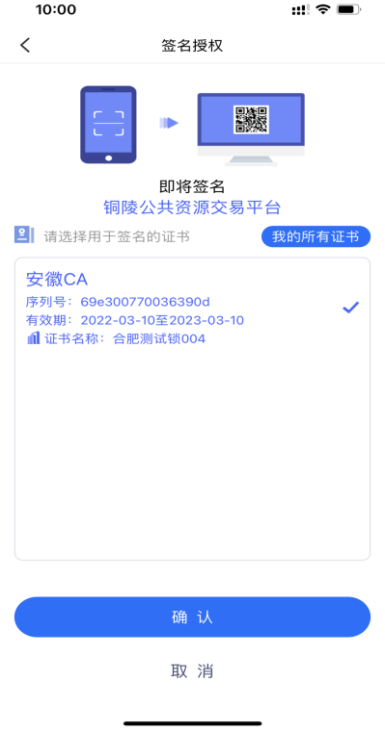 10:00
签名授权
即将签名
铜陵公共资源交易平台
请选择用于签名的证书
我的所有证书
安徽CA
序列号：69e300770036390d
有效期：2022-03-10至2023-03-10
证书名称：合肥测试锁004
确 认
取 消